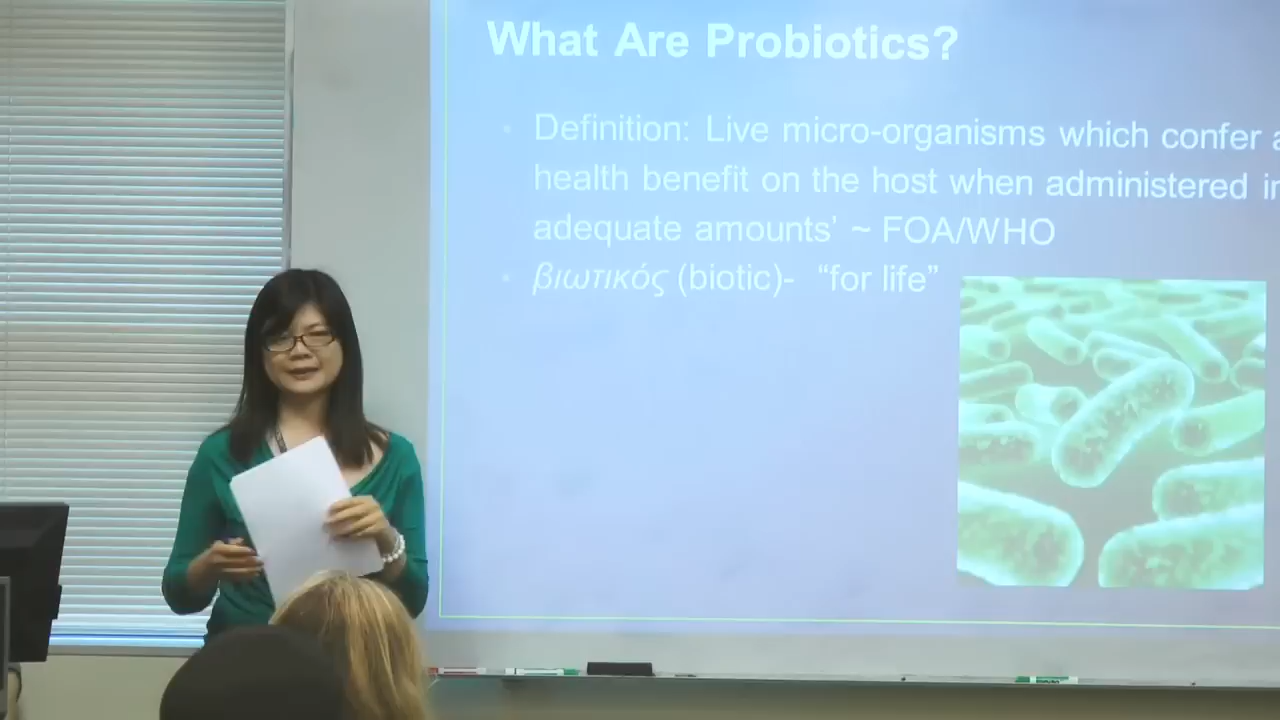 What Are Probiotics?
Definition: Live micro-organisms which confer a
health benefit on the host when administered in
adequate amounts’ ~ FOA/WHO
βιωτικός (biotic)- “for life”